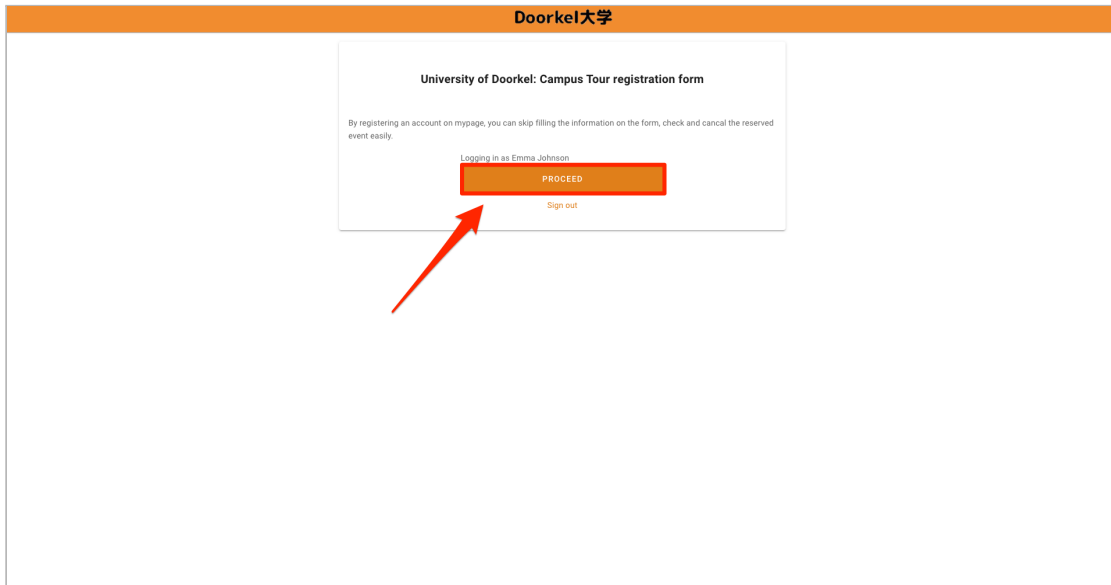 Doorkel大学
University of Doorkel: Campus Tour registration form
By registering an account on mypage, you can skip filling the information on the form, check and cancal the reserved
event easily.
Logging in as Emma Johnson
PROCEED
Sign out